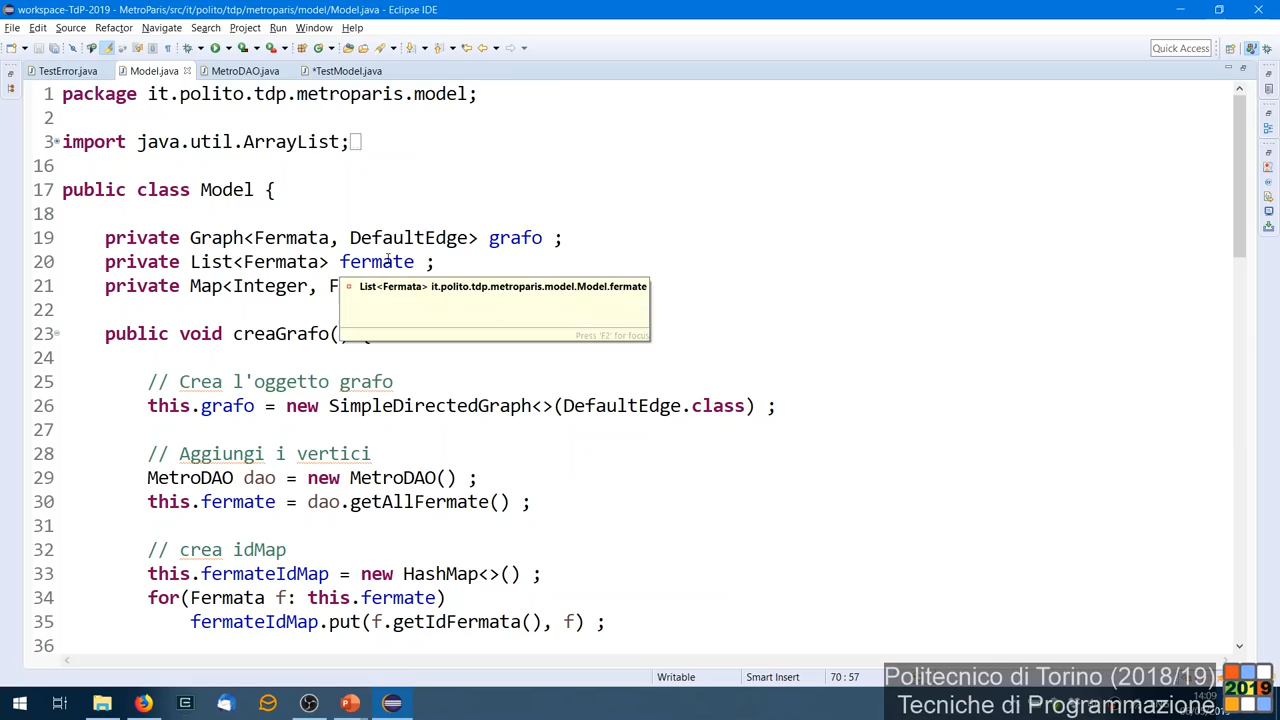 workspace-TdP-2019 - MetroParis/src/it/polito/tdp/metroparis/model/Model.java - Eclipse IDE
File Edit Source Refactor Navigate Search Project Run Window Help
Quick Access
TestError.java Model.java MetroDAO.java *TestModel.java
1 package it.polito.tdp.metroparis.model;
2
3 import java.util.ArrayList;
16
17 public class Model {
18
19 private Graph<Fermata, DefaultEdge> grafo ;
20 private List<Fermata> fermate ;
21 private Map<Integer, F
List<Fermata> it.polito.tdp.metroparis.model.Model.fermate
22
Press 'F2' for focus
23 public void creaGrafo() {
24
25 // Crea l'oggetto grafo
26 this.grafo = new SimpleDirectedGraph<>(DefaultEdge.class) ;
27
28 // Aggiungi i vertici
29 MetroDAO dao = new MetroDAO() ;
30 this.fermate = dao.getAllFermate() ;
31
32 // crea idMap
33 this.fermateIdMap = new HashMap<>() ;
34 for(Fermata f: this.fermate)
35 fermateIdMap.put(f.getIdFermata(), f) ;
36
Writable Smart Insert 70 : 57
Politecnico di Torino (2018/19)
Tecniche di Programmazione
2019
14:09